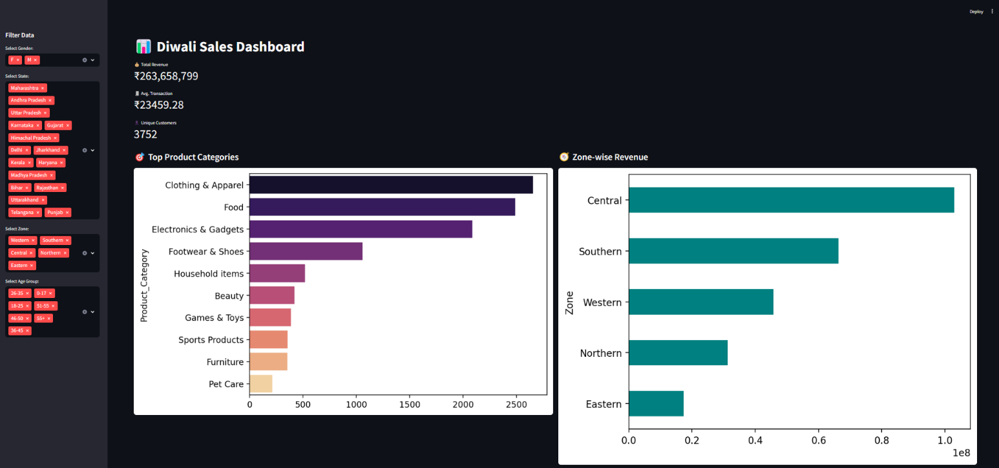 Deploy
Filter Data
Select Gender:
F × M ×
Select State:
Maharashtra ×
Andhra Pradesh ×
Uttar Pradesh ×
Karnataka × Gujarat ×
Himachal Pradesh ×
Delhi × Jharkhand ×
Kerala × Haryana ×
Madhya Pradesh ×
Bihar × Rajasthan ×
Uttarakhand ×
Telangana × Punjab ×
Select Zone:
Western × Southern ×
Central × Northern ×
Eastern ×
Select Age Group:
26-35 × 0-17 ×
18-25 × 51-55 ×
46-50 × 55+ ×
36-45 ×
Diwali Sales Dashboard
Total Revenue
₹263,658,799
Avg. Transaction
₹23459.28
Unique Customers
3752
Top Product Categories
Product_Category
Clothing & Apparel
Food
Electronics & Gadgets
Footwear & Shoes
Household items
Beauty
Games & Toys
Sports Products
Furniture
Pet Care
0 500 1000 1500 2000 2500
Zone-wise Revenue
Zone
Central
Southern
Western
Northern
Eastern
0.0 0.2 0.4 0.6 0.8 1.0
1e8